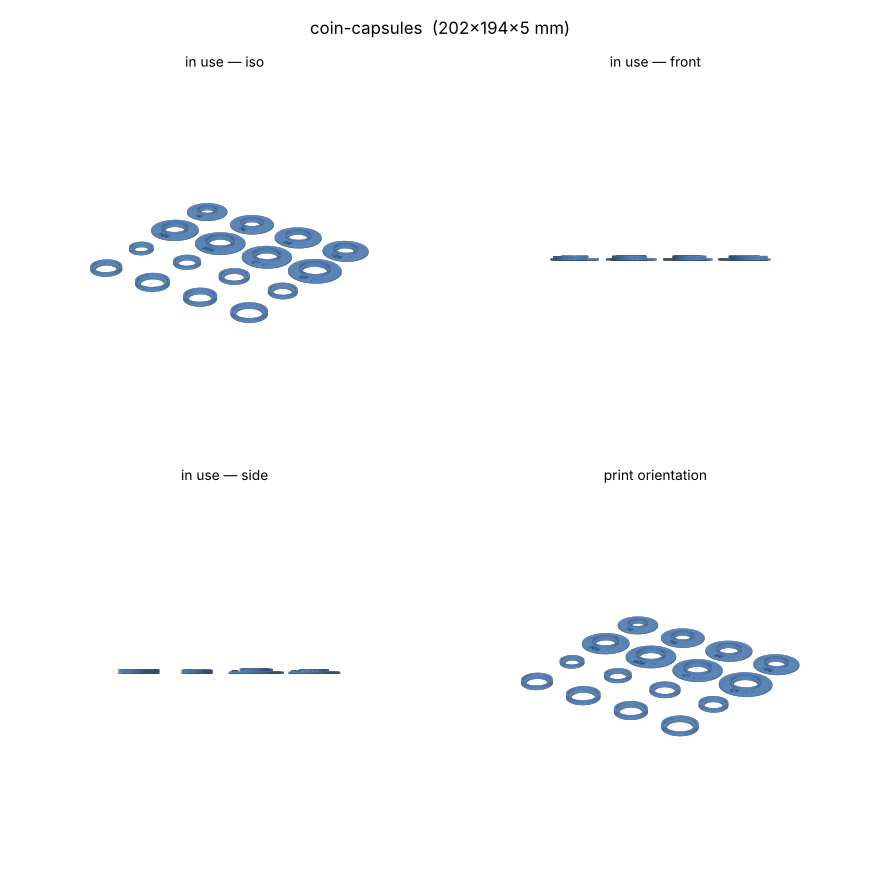 coin-capsules (202×194×5 mm)
in use — iso
in use — front
in use — side
print orientation